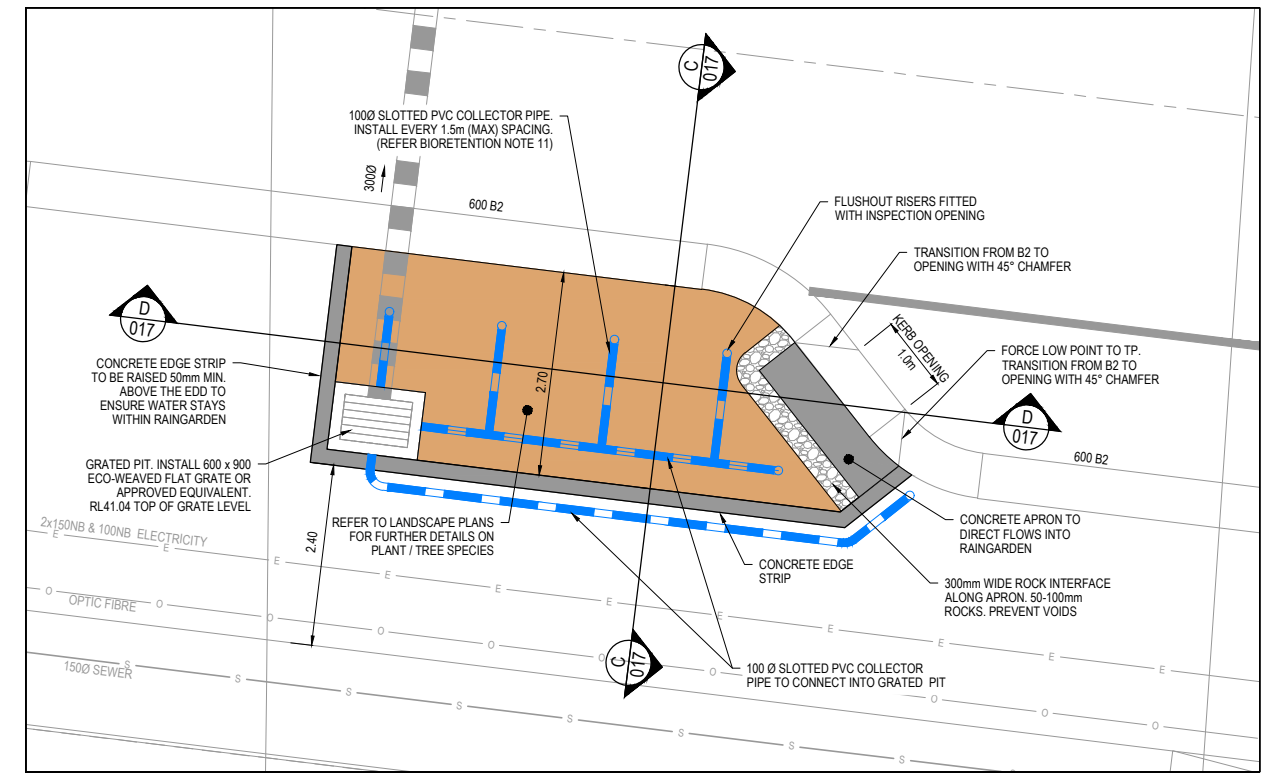 C
017
100Ø SLOTTED PVC COLLECTOR PIPE.
INSTALL EVERY 1.5m (MAX) SPACING.
(REFER BIORETENTION NOTE 11)
300Ø
600 B2
FLUSHOUT RISERS FITTED
WITH INSPECTION OPENING
TRANSITION FROM B2 TO
OPENING WITH 45° CHAMFER
D
017
KERB OPENING
1.0m
FORCE LOW POINT TO TP.
TRANSITION FROM B2 TO
OPENING WITH 45° CHAMFER
CONCRETE EDGE STRIP
TO BE RAISED 50mm MIN.
ABOVE THE EDD TO
ENSURE WATER STAYS
WITHIN RAINGARDEN
2.70
D
017
600 B2
GRATED PIT. INSTALL 600 x 900
ECO-WEAVED FLAT GRATE OR
APPROVED EQUIVALENT.
RL41.04 TOP OF GRATE LEVEL
REFER TO LANDSCAPE PLANS
FOR FURTHER DETAILS ON
PLANT / TREE SPECIES
2.40
CONCRETE APRON TO
DIRECT FLOWS INTO
RAINGARDEN
2x150NB & 100NB ELECTRICITY
E E E E E E E E E E E
CONCRETE EDGE
STRIP
300mm WIDE ROCK INTERFACE
ALONG APRON. 50-100mm
ROCKS. PREVENT VOIDS
OPTIC FIBRE
O O O O O O O O O O O
150Ø SEWER
S S S S S S S S S S
C
017
100 Ø SLOTTED PVC COLLECTOR
PIPE TO CONNECT INTO GRATED PIT